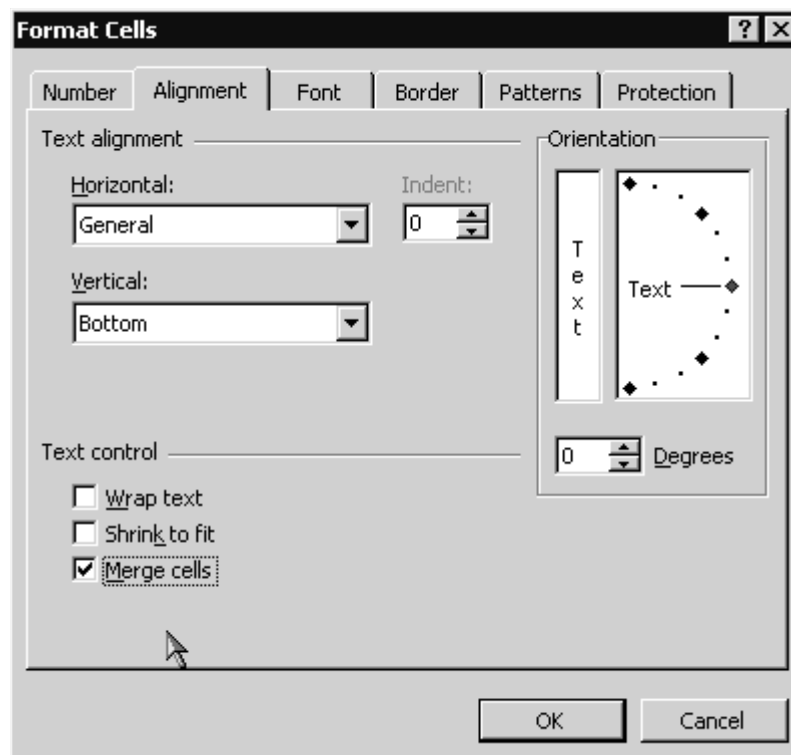 Format Cells
Number Alignment Font Border Patterns Protection
Text alignment
Horizontal:
General
Indent:
0
Vertical:
Bottom
Text control
Wrap text
Shrink to fit
Merge cells
Orientation
Text
Text
0 Degrees
OK Cancel